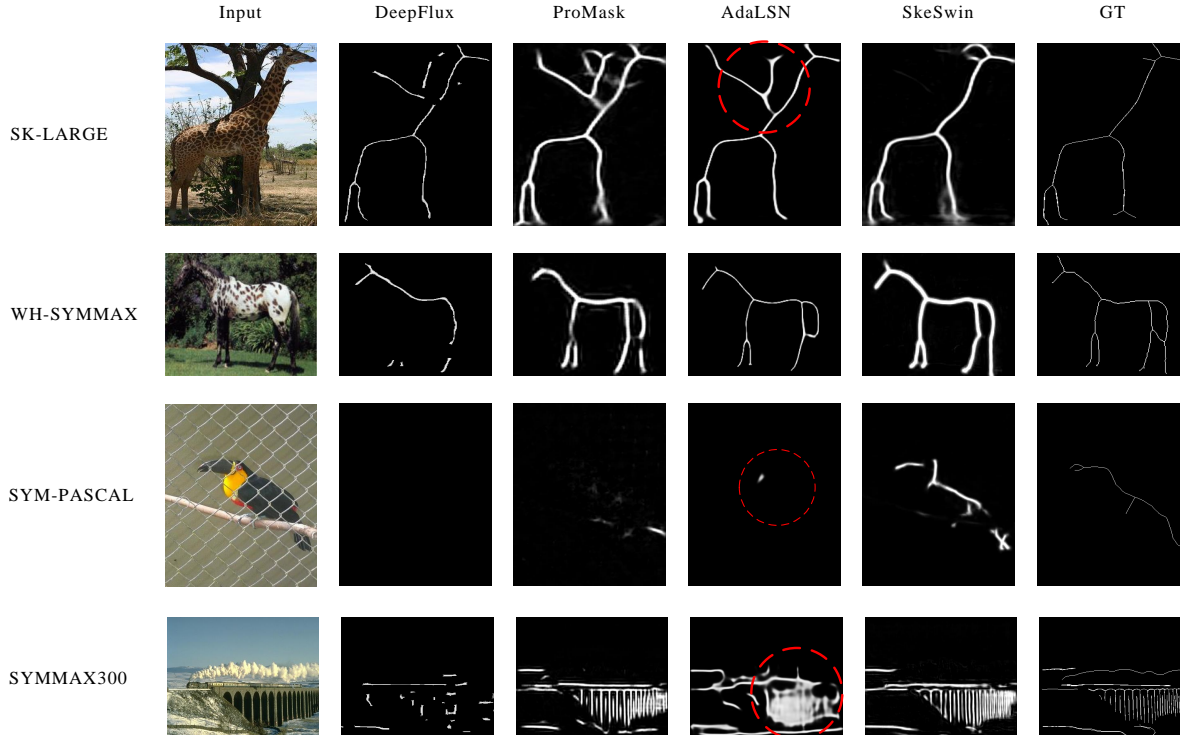 Input DeepFlux ProMask AdaLSN SkeSwin GT
SK-LARGE
WH-SYMMAX
SYM-PASCAL
SYMMAX300